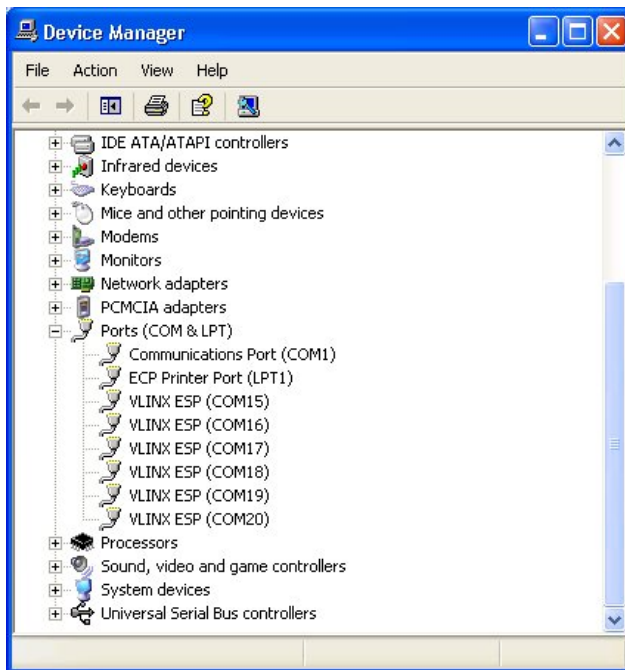 Device Manager
File Action View Help
IDE ATA/ATAPI controllers
Infrared devices
Keyboards
Mice and other pointing devices
Modems
Monitors
Network adapters
PCMCIA adapters
Ports (COM & LPT)
Communications Port (COM1)
ECP Printer Port (LPT1)
VLINX ESP (COM15)
VLINX ESP (COM16)
VLINX ESP (COM17)
VLINX ESP (COM18)
VLINX ESP (COM19)
VLINX ESP (COM20)
Processors
Sound, video and game controllers
System devices
Universal Serial Bus controllers